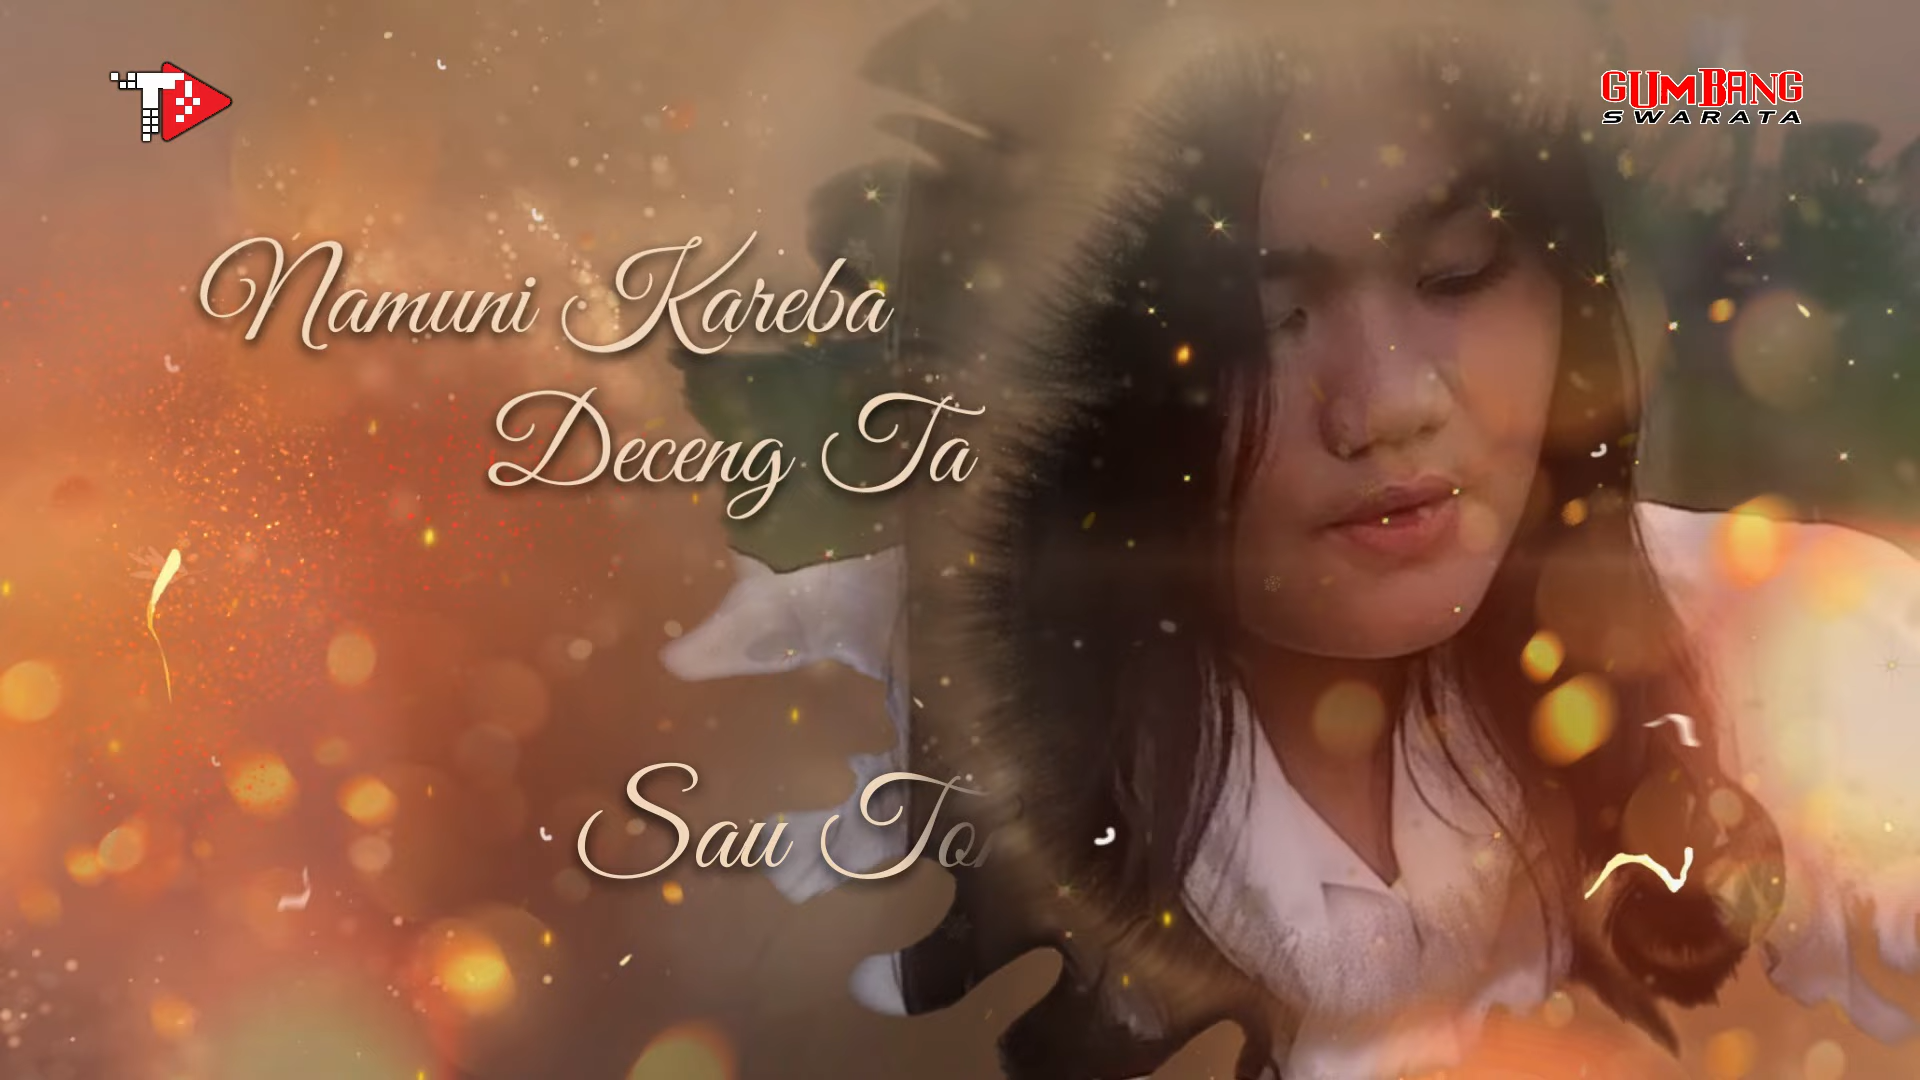 GUMBANG
SWARATA
Namuni Kareba
Deceng Ta
Sau